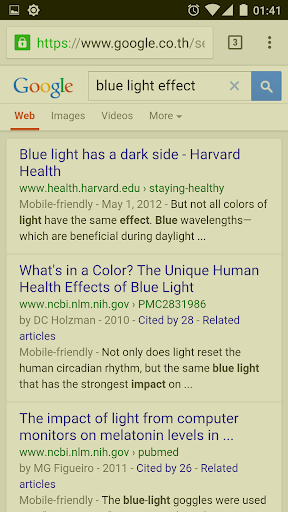 01:41
https://www.google.co.th/se
3
Google
blue light effect
Web Images Videos More
Blue light has a dark side - Harvard
Health
www.health.harvard.edu › staying-healthy
Mobile-friendly - May 1, 2012 - But not all colors of
light have the same effect. Blue wavelengths—
which are beneficial during daylight ...
What's in a Color? The Unique Human
Health Effects of Blue Light
www.ncbi.nlm.nih.gov › PMC2831986
by DC Holzman - 2010 - Cited by 28 - Related
articles
Mobile-friendly - Not only does light reset the
human circadian rhythm, but the same blue light
that has the strongest impact on ...
The impact of light from computer
monitors on melatonin levels in ...
www.ncbi.nlm.nih.gov › pubmed
by MG Figueiro - 2011 - Cited by 26 - Related
articles
Mobile-friendly - The blue-light goggles were used